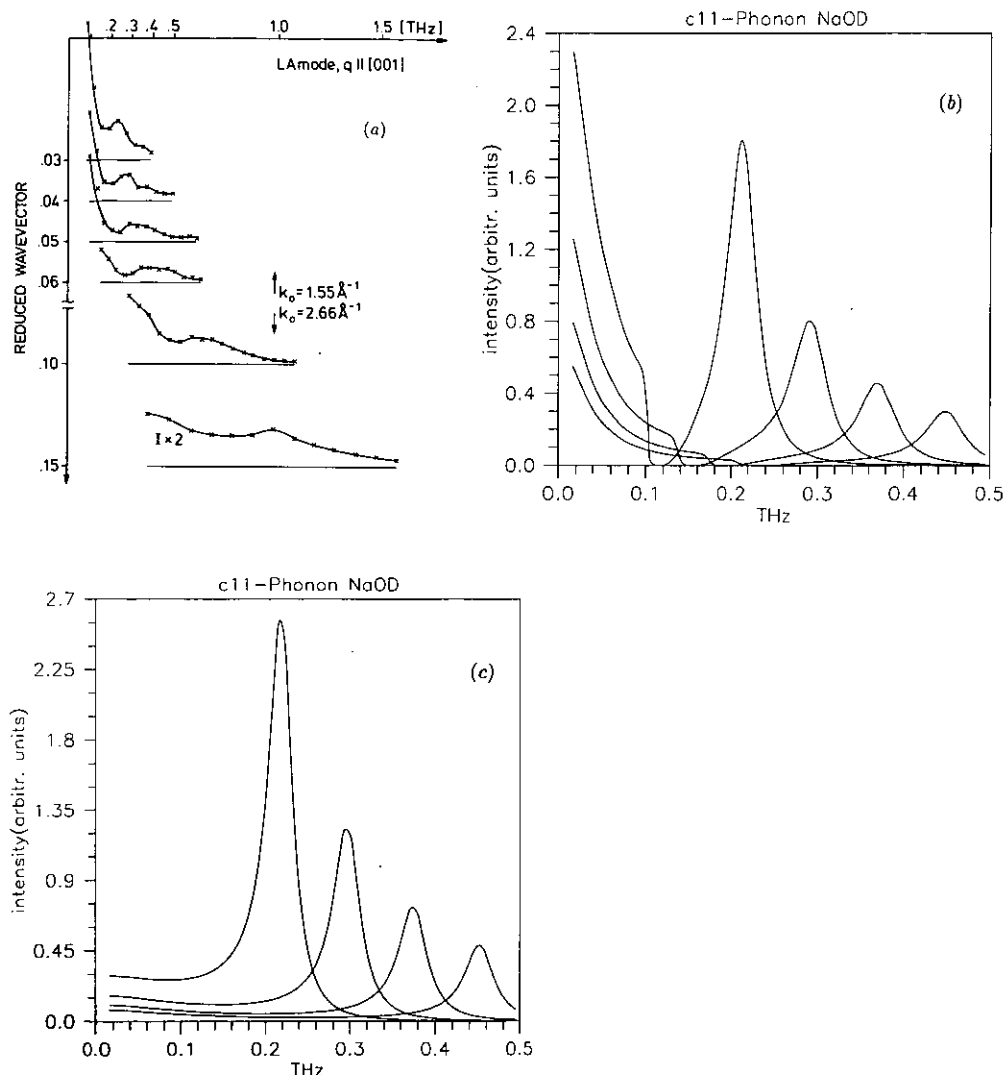 .1 .2 .3 .4 .5 1.0 1.5 [THz]
LA mode, q II [001]
(a)
REDUCED WAVEVECTOR
.03
.04
.05
.06
.10
.15
k₀=1.55Å⁻¹
k₀=2.66Å⁻¹
I×2
c11-Phonon NaOD
(b)
intensity(arbitr. units)
2.4
2.0
1.6
1.2
0.8
0.4
0.0
0.0 0.1 0.2 0.3 0.4 0.5
THz
c11-Phonon NaOD
(c)
intensity(arbitr. units)
2.7
2.25
1.8
1.35
0.9
0.45
0.0
0.0 0.1 0.2 0.3 0.4 0.5
THz